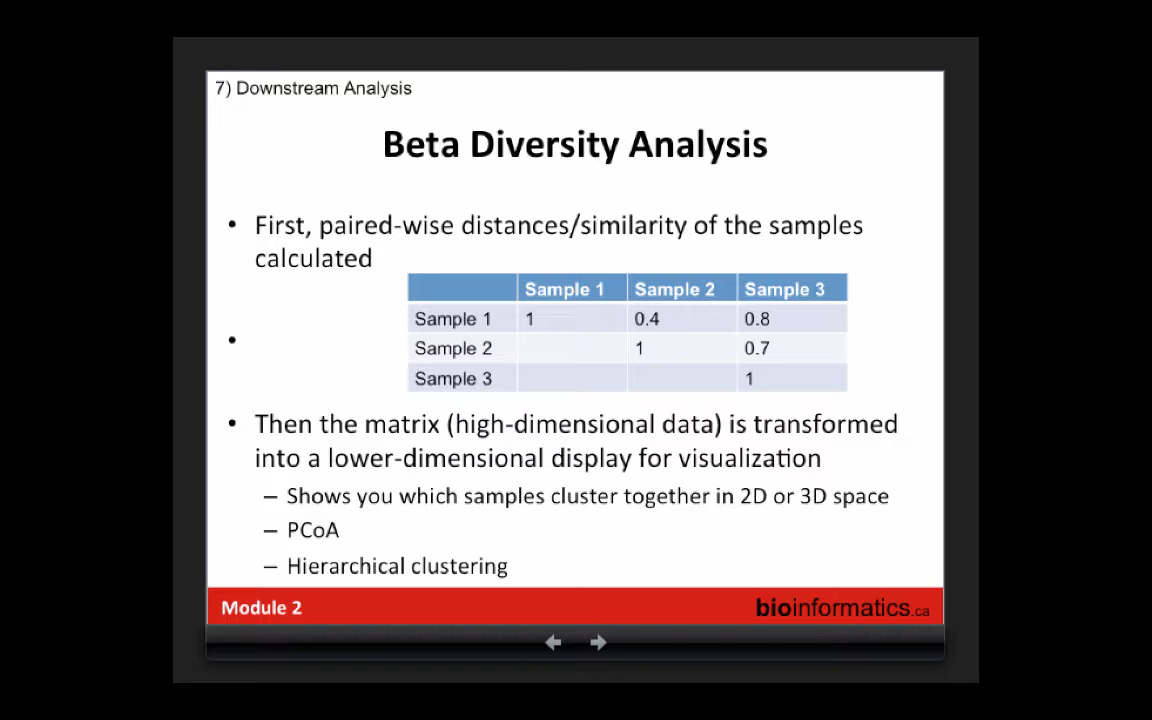 7) Downstream Analysis
Beta Diversity Analysis
• First, paired-wise distances/similarity of the samples
calculated
Sample 1 Sample 2 Sample 3
Sample 1 1 0.4 0.8
Sample 2 1 0.7
Sample 3 1
•
• Then the matrix (high-dimensional data) is transformed
into a lower-dimensional display for visualization
– Shows you which samples cluster together in 2D or 3D space
– PCoA
– Hierarchical clustering
Module 2
bioinformatics.ca